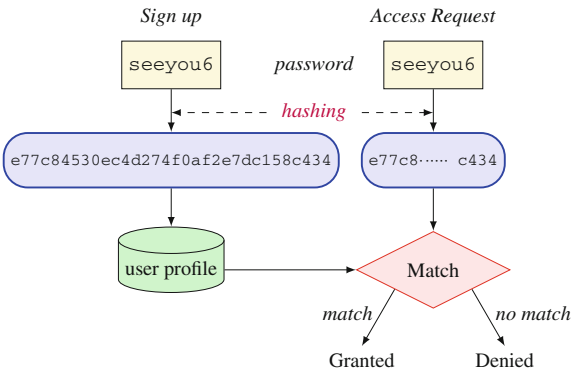 Sign up
Access Request
seeyou6
password
seeyou6
hashing
e77c84530ec4d274f0af2e7dc158c434
e77c8······ c434
user profile
Match
match
no match
Granted
Denied